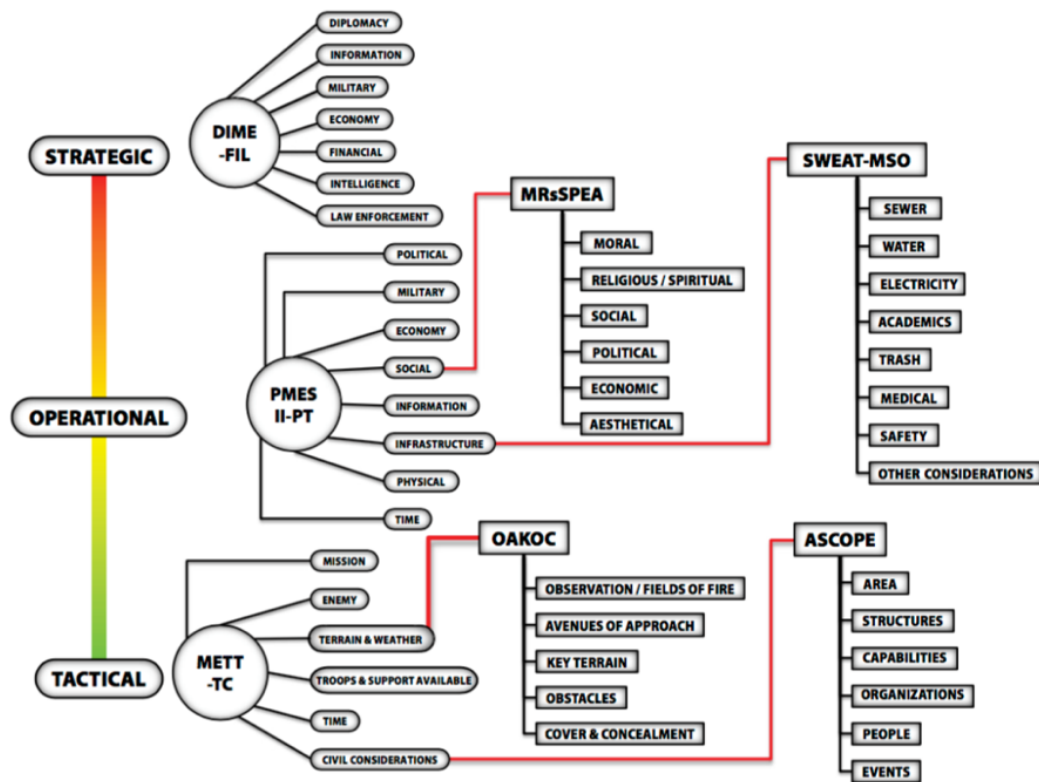 STRATEGIC
OPERATIONAL
TACTICAL
DIME
-FIL
DIPLOMACY
INFORMATION
MILITARY
ECONOMY
FINANCIAL
INTELLIGENCE
LAW ENFORCEMENT
PMES
II-PT
POLITICAL
MILITARY
ECONOMY
SOCIAL
INFORMATION
INFRASTRUCTURE
PHYSICAL
TIME
METT
-TC
MISSION
ENEMY
TERRAIN & WEATHER
TROOPS & SUPPORT AVAILABLE
TIME
CIVIL CONSIDERATIONS
MRsSPEA
MORAL
RELIGIOUS / SPIRITUAL
SOCIAL
POLITICAL
ECONOMIC
AESTHETICAL
OAKOC
OBSERVATION / FIELDS OF FIRE
AVENUES OF APPROACH
KEY TERRAIN
OBSTACLES
COVER & CONCEALMENT
SWEAT-MSO
SEWER
WATER
ELECTRICITY
ACADEMICS
TRASH
MEDICAL
SAFETY
OTHER CONSIDERATIONS
ASCOPE
AREA
STRUCTURES
CAPABILITIES
ORGANIZATIONS
PEOPLE
EVENTS